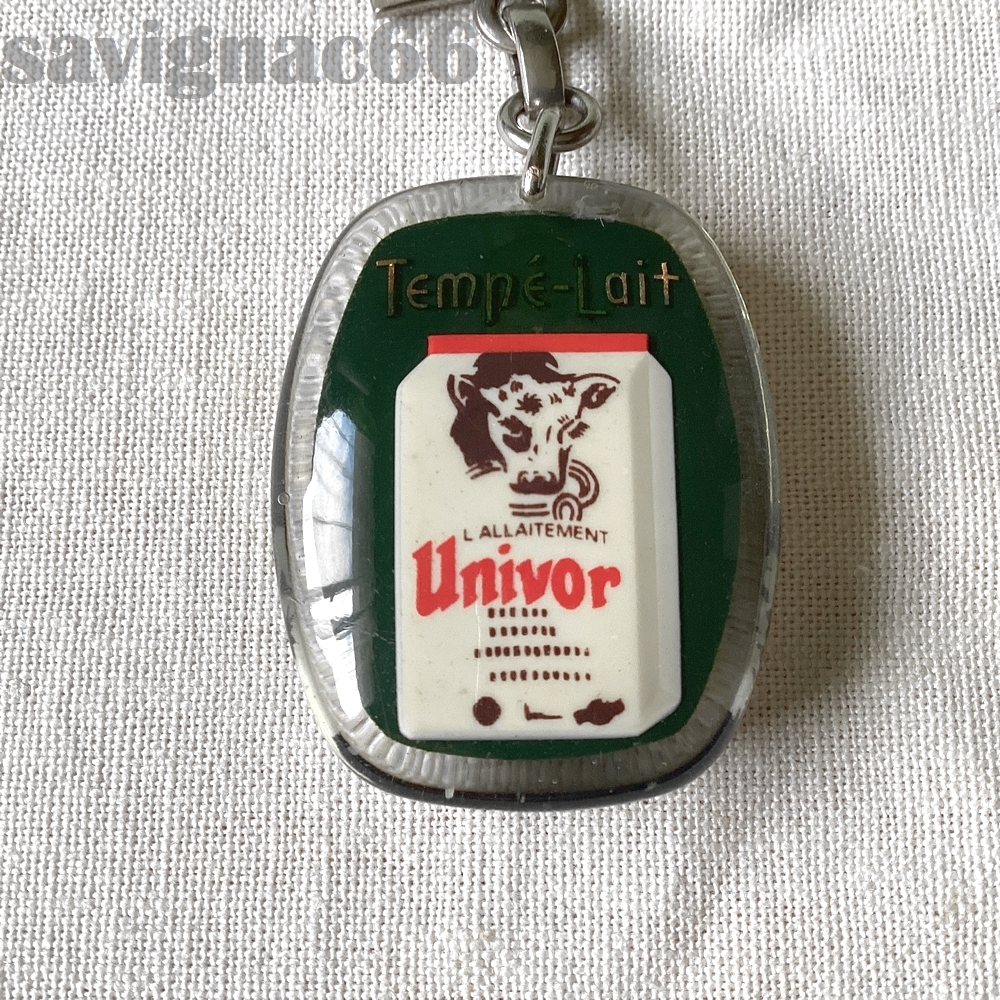 savignac66
Tempé-Lait
L ALLAITEMENT
Univor